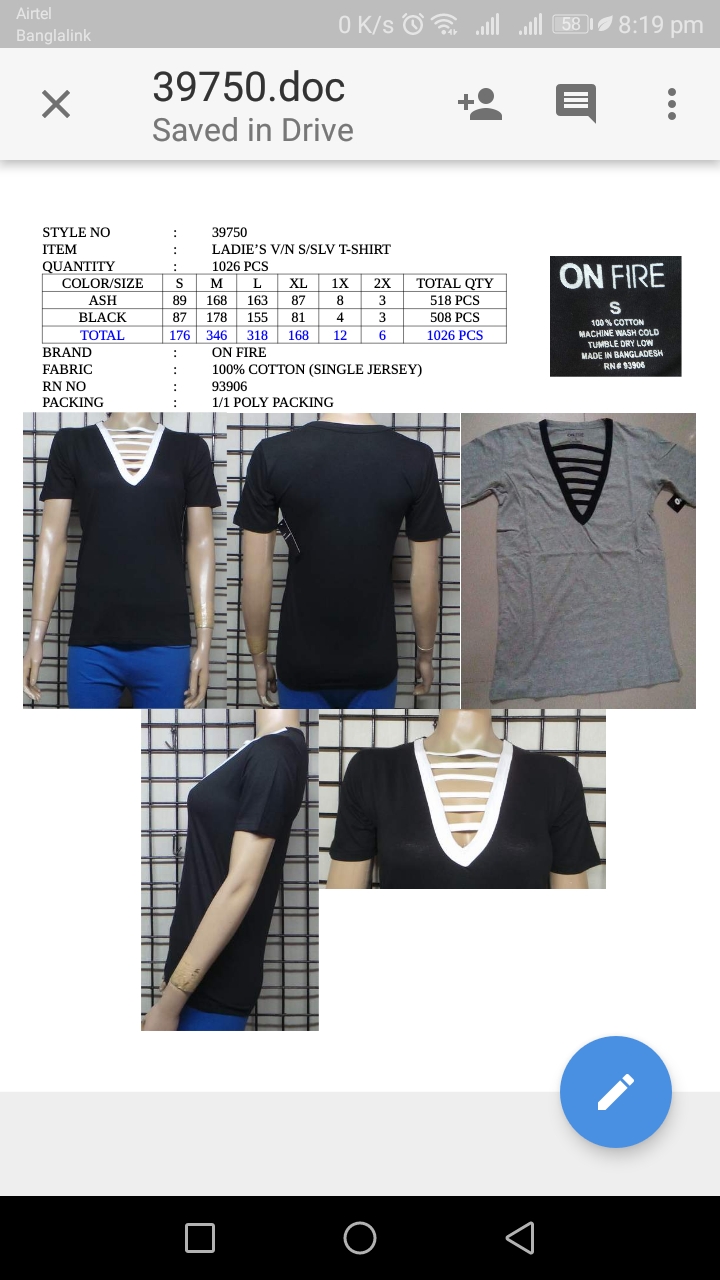 Airtel
Banglalink
0 K/s 58 8:19 pm
39750.doc
Saved in Drive
STYLE NO : 39750
ITEM : LADIE'S V/N S/SLV T-SHIRT
QUANTITY : 1026 PCS
COLOR/SIZE S M L XL 1X 2X TOTAL QTY
ASH 89 168 163 87 8 3 518 PCS
BLACK 87 178 155 81 4 3 508 PCS
TOTAL 176 346 318 168 12 6 1026 PCS
BRAND : ON FIRE
FABRIC : 100% COTTON (SINGLE JERSEY)
RN NO : 93906
PACKING : 1/1 POLY PACKING
ON FIRE
S
100% COTTON
MACHINE WASH COLD
TUMBLE DRY LOW
MADE IN BANGLADESH
RN# 93906